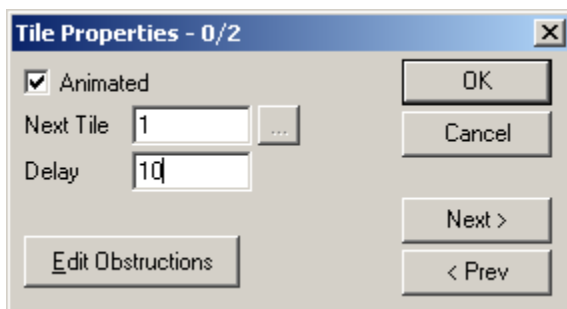 Tile Properties - 0/2
Animated
OK
Next Tile 1 ...
Cancel
Delay 10
Next >
Edit Obstructions
< Prev